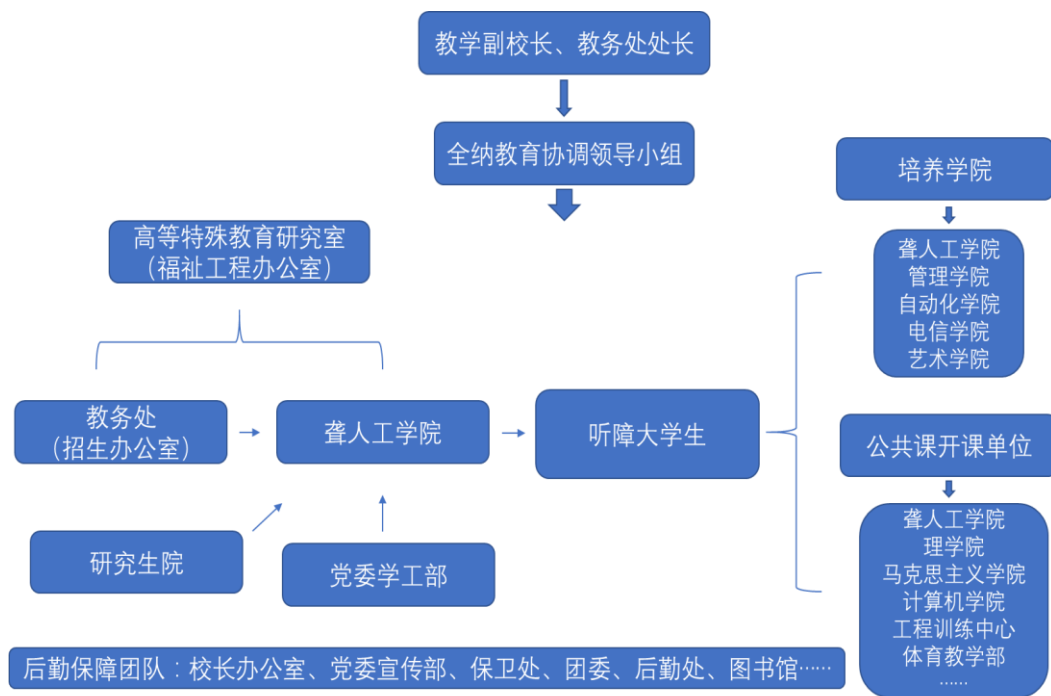 教学副校长、教务处处长
全纳教育协调领导小组
培养学院
高等特殊教育研究室
（福祉工程办公室）
聋人工学院
管理学院
自动化学院
电信学院
艺术学院
教务处
（招生办公室）
聋人工学院
听障大学生
公共课开课单位
研究生院
党委学工部
聋人工学院
理学院
马克思主义学院
计算机学院
工程训练中心
体育教学部
……
后勤保障团队：校长办公室、党委宣传部、保卫处、团委、后勤处、图书馆……